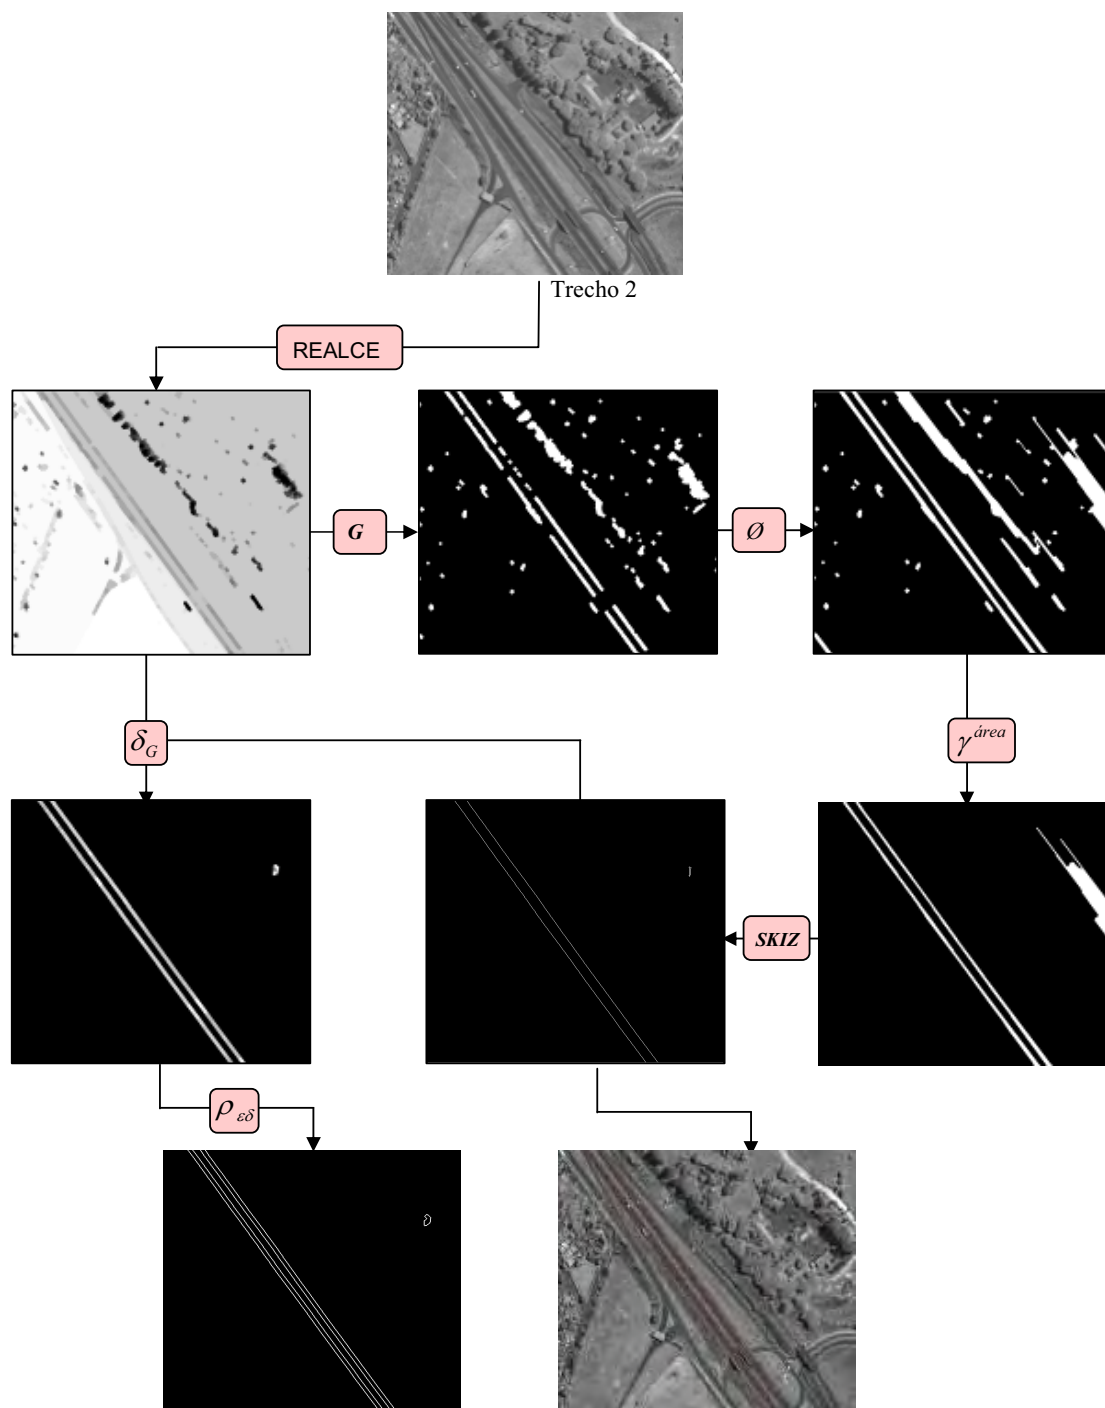 Trecho 2
REALCE
G
Ø
δ_G
γ^área
SKIZ
ρ_εδ